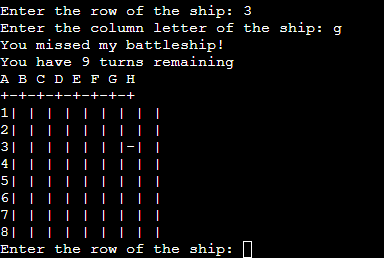 Enter the row of the ship: 3
Enter the column letter of the ship: g
You missed my battleship!
You have 9 turns remaining
A B C D E F G H
+-+-+-+-+-+-+-+
1| | | | | | | | |
2| | | | | | | | |
3| | | | | | |-| |
4| | | | | | | | |
5| | | | | | | | |
6| | | | | | | | |
7| | | | | | | | |
8| | | | | | | | |
Enter the row of the ship: